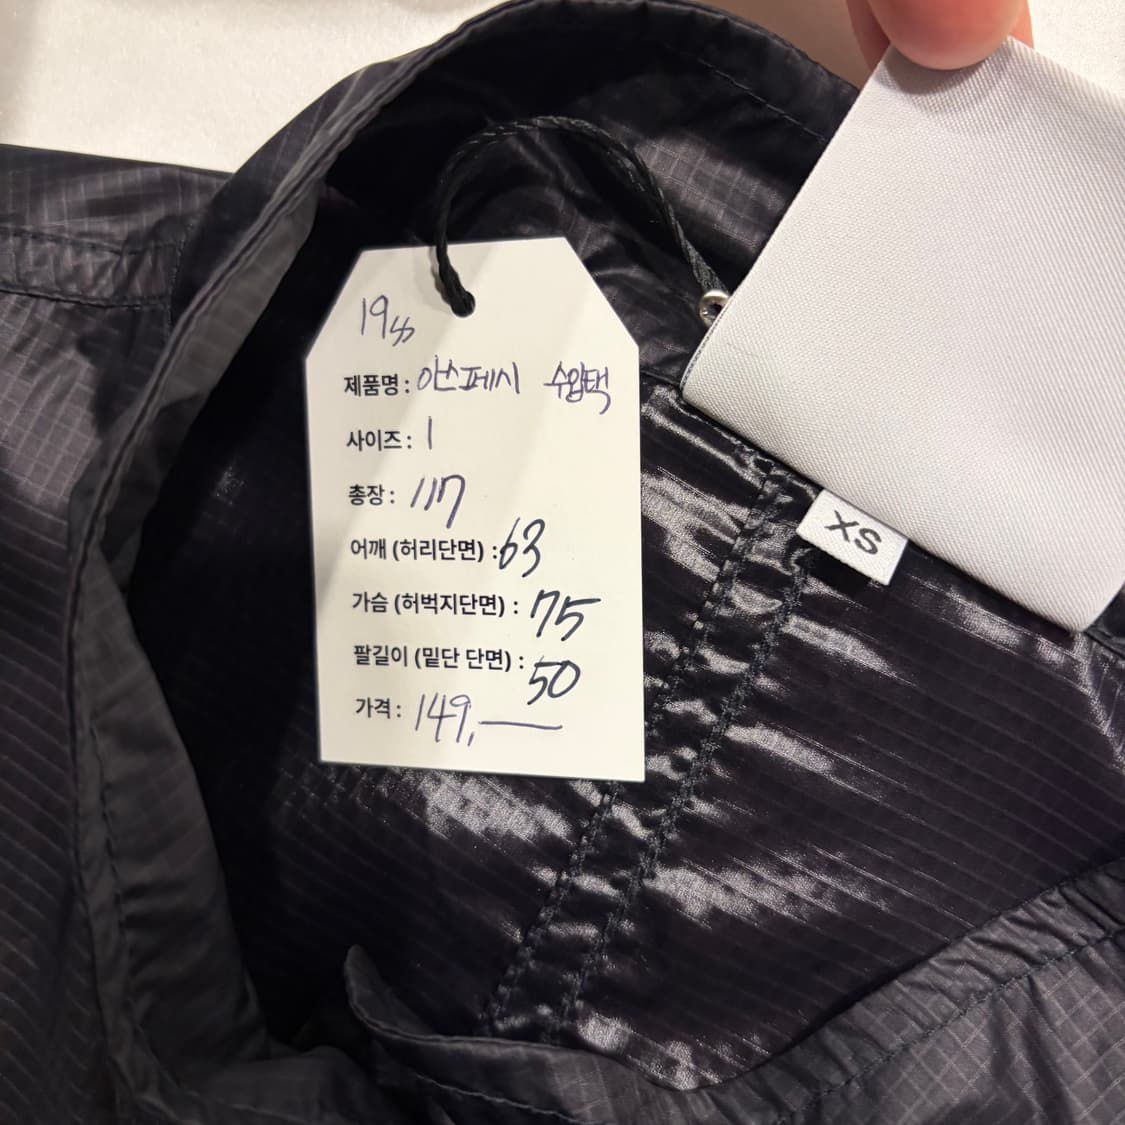 19ss
제품명 : 아스페시 수입택
사이즈 : 1
총장 : 117
어깨 (허리단면) : 63
가슴 (허벅지단면) : 75
팔길이 (밑단 단면) : 50
가격 : 149,—
XS